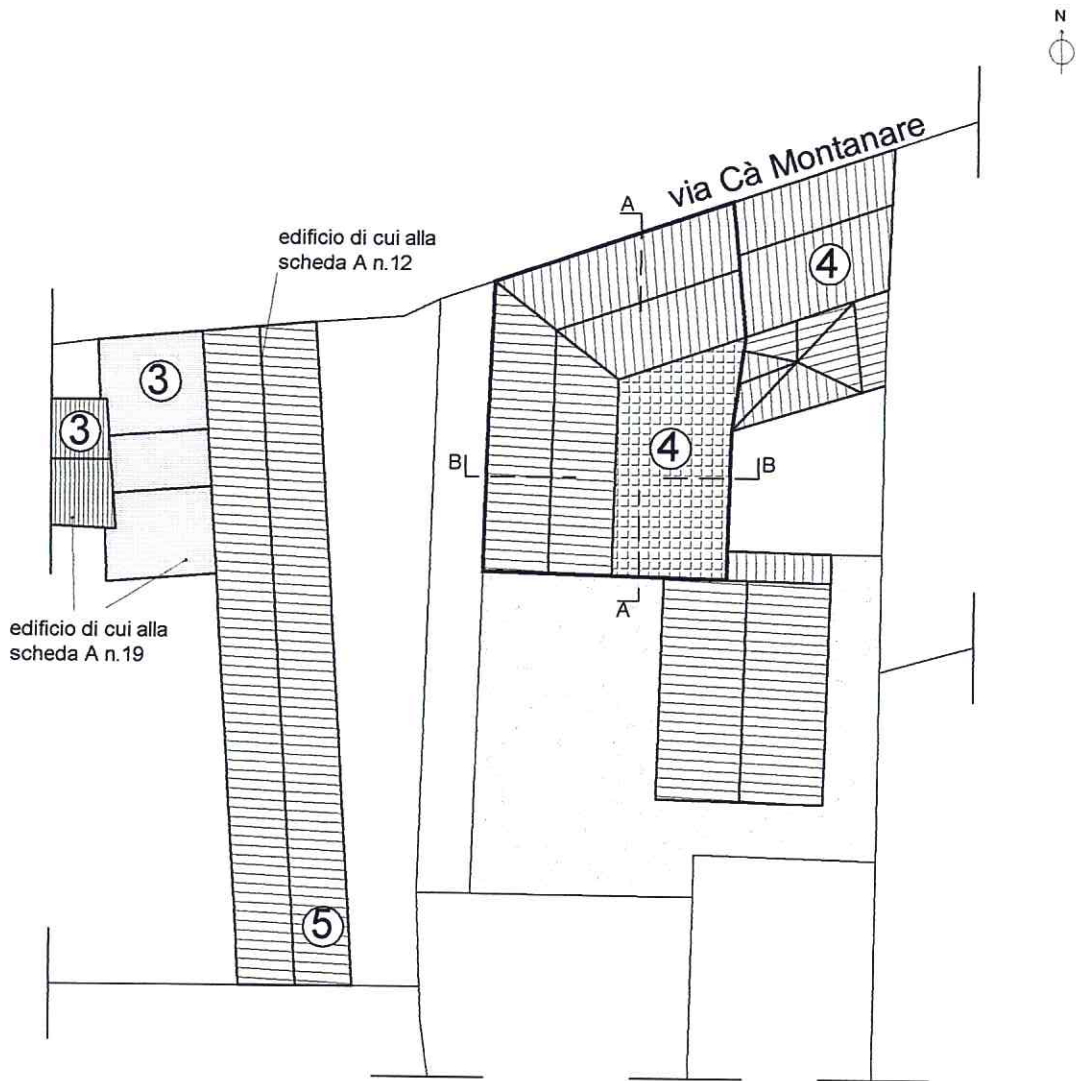 N
via Cà Montanare
A
4
edificio di cui alla
scheda A n.12
3
3
4
B
B
A
edificio di cui alla
scheda A n.19
5